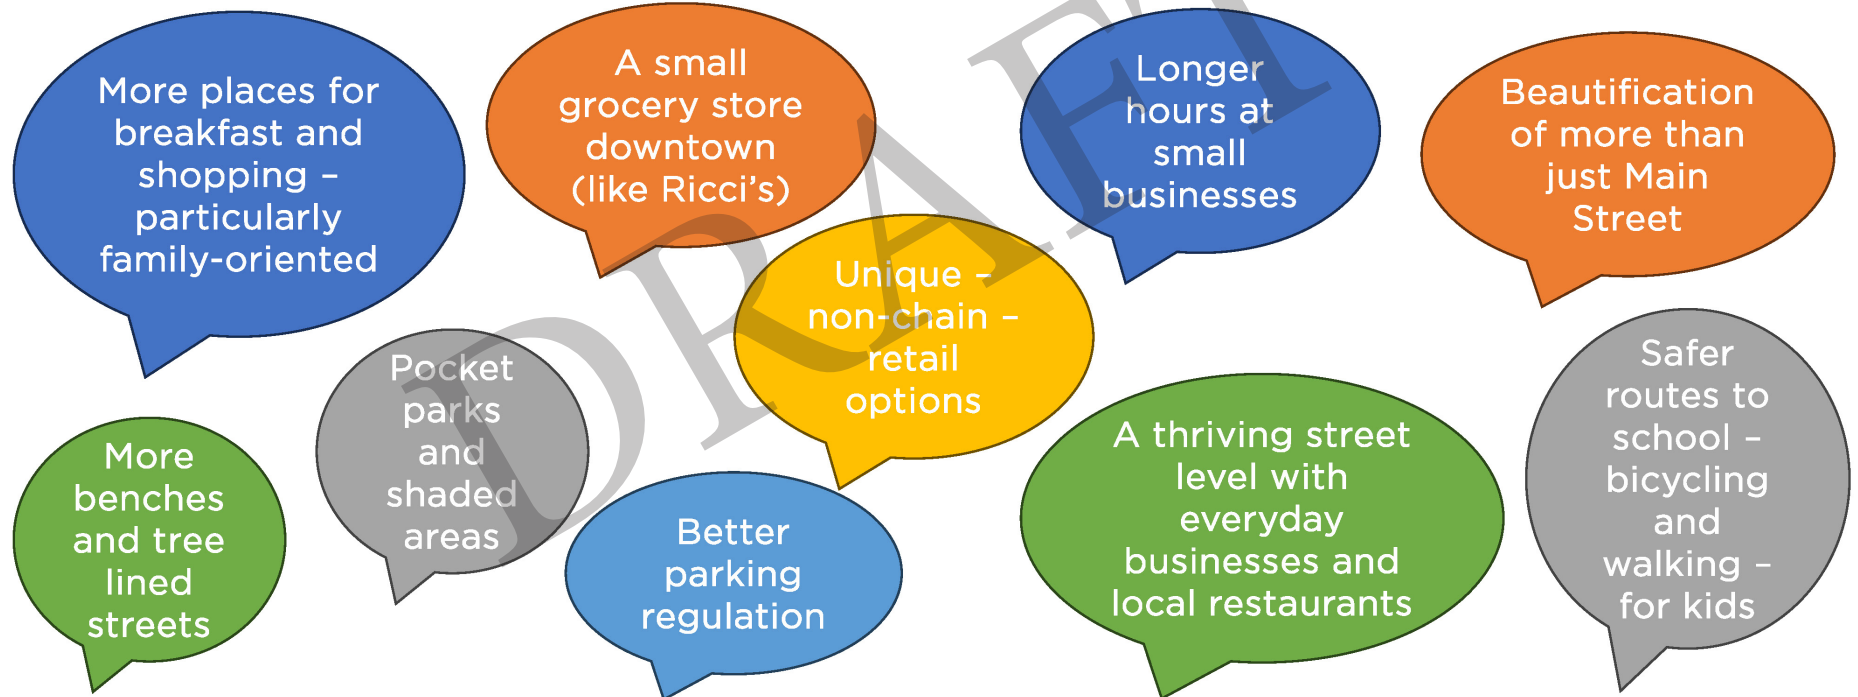 More places for
breakfast and
shopping –
particularly
family-oriented
A small
grocery store
downtown
(like Ricci's)
Longer
hours at
small
businesses
Beautification
of more than
just Main
Street
Unique –
non-chain –
retail
options
Pocket
parks
and
shaded
areas
More
benches
and tree
lined
streets
Better
parking
regulation
A thriving street
level with
everyday
businesses and
local restaurants
Safer
routes to
school –
bicycling
and
walking –
for kids
DRAFT